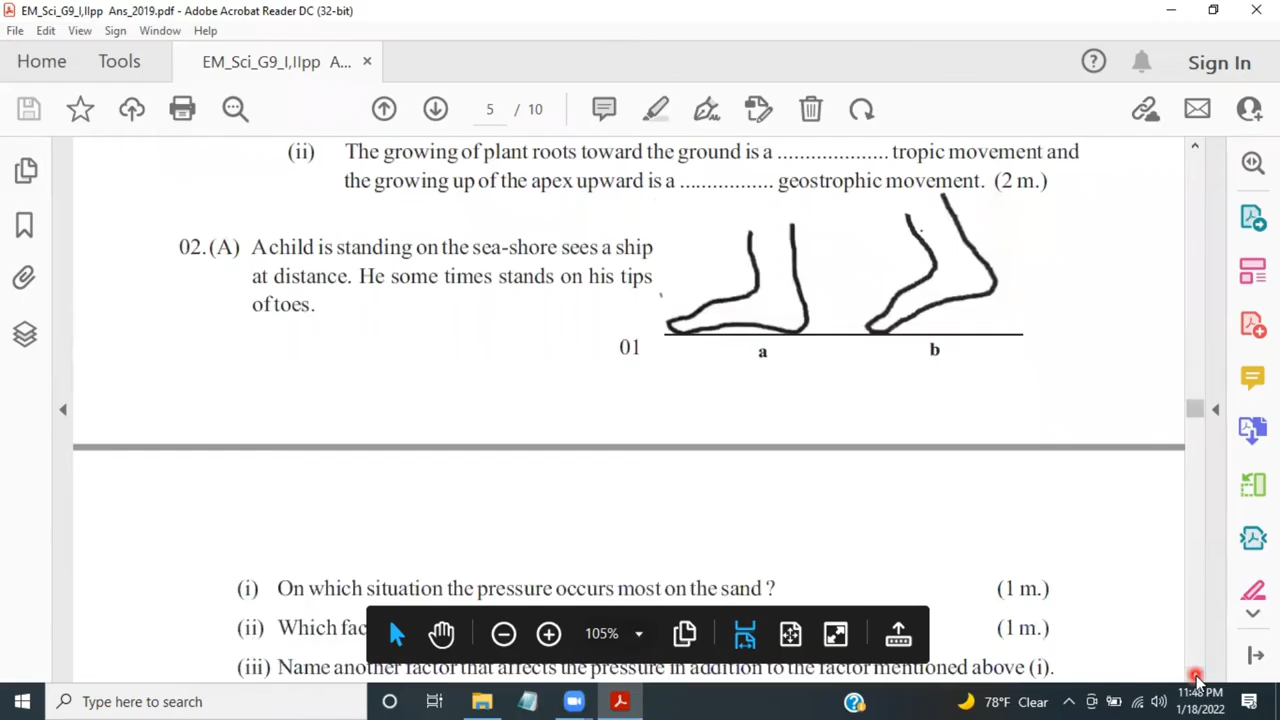 EM_Sci_G9_I,IIpp Ans_2019.pdf - Adobe Acrobat Reader DC (32-bit)
File Edit View Sign Window Help
Home Tools EM_Sci_G9_I,IIpp A... × Sign In
5 / 10
(ii) The growing of plant roots toward the ground is a ..................... tropic movement and
the growing up of the apex upward is a ................. geostrophic movement. (2 m.)
02. (A) A child is standing on the sea-shore sees a ship
at distance. He some times stands on his tips
of toes.
01
a b
(i) On which situation the pressure occurs most on the sand ? (1 m.)
(ii) Which fac (1 m.)
105%
(iii) Name another factor that affects the pressure in addition to the factor mentioned above (i).
Type here to search
78°F Clear
11:48 PM
1/18/2022